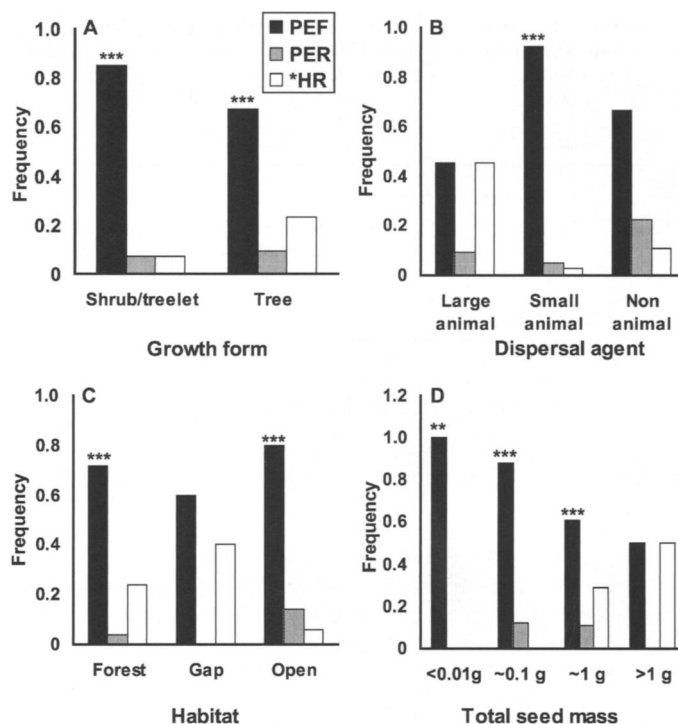 A
PEF
PER
*HR
***
***
1.0
0.8
0.6
0.4
0.2
0
Frequency
Shrub/treelet Tree
Growth form
B
***
1.0
0.8
0.6
0.4
0.2
0
Frequency
Large Small Non
animal animal animal
Dispersal agent
C
***
***
1.0
0.8
0.6
0.4
0.2
0
Frequency
Forest Gap Open
Habitat
D
**
***
***
1.2
1.0
0.8
0.6
0.4
0.2
0
Frequency
<0.01g ~0.1 g ~1 g >1 g
Total seed mass